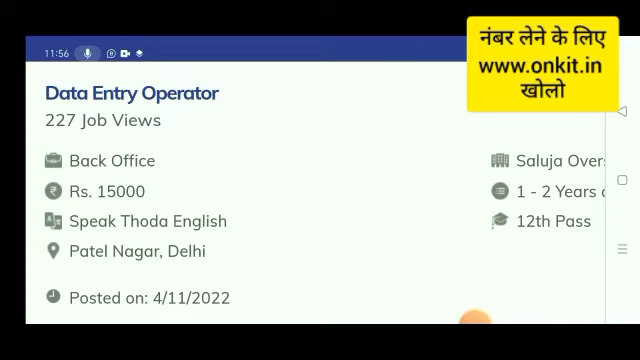 नंबर लेने के लिए
www.onkit.in
खोलो
11:56
Data Entry Operator
227 Job Views
Back Office
Saluja Over
Rs. 15000
1 - 2 Years
Speak Thoda English
12th Pass
Patel Nagar, Delhi
Posted on: 4/11/2022